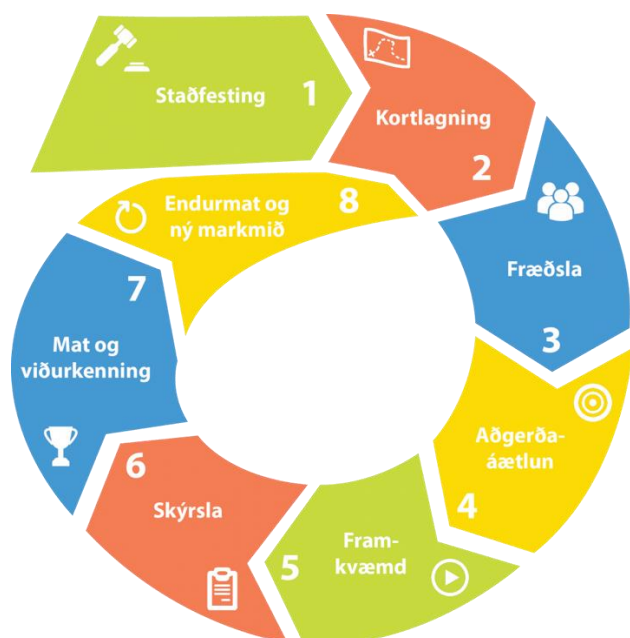 Staðfesting 1
Kortlagning
2
Fræðsla
3
Aðgerða-
áætlun
4
Fram-
kvæmd
5
6
Skýrsla
7
Mat og
viðurkenning
Endurmat og
ný markmið
8